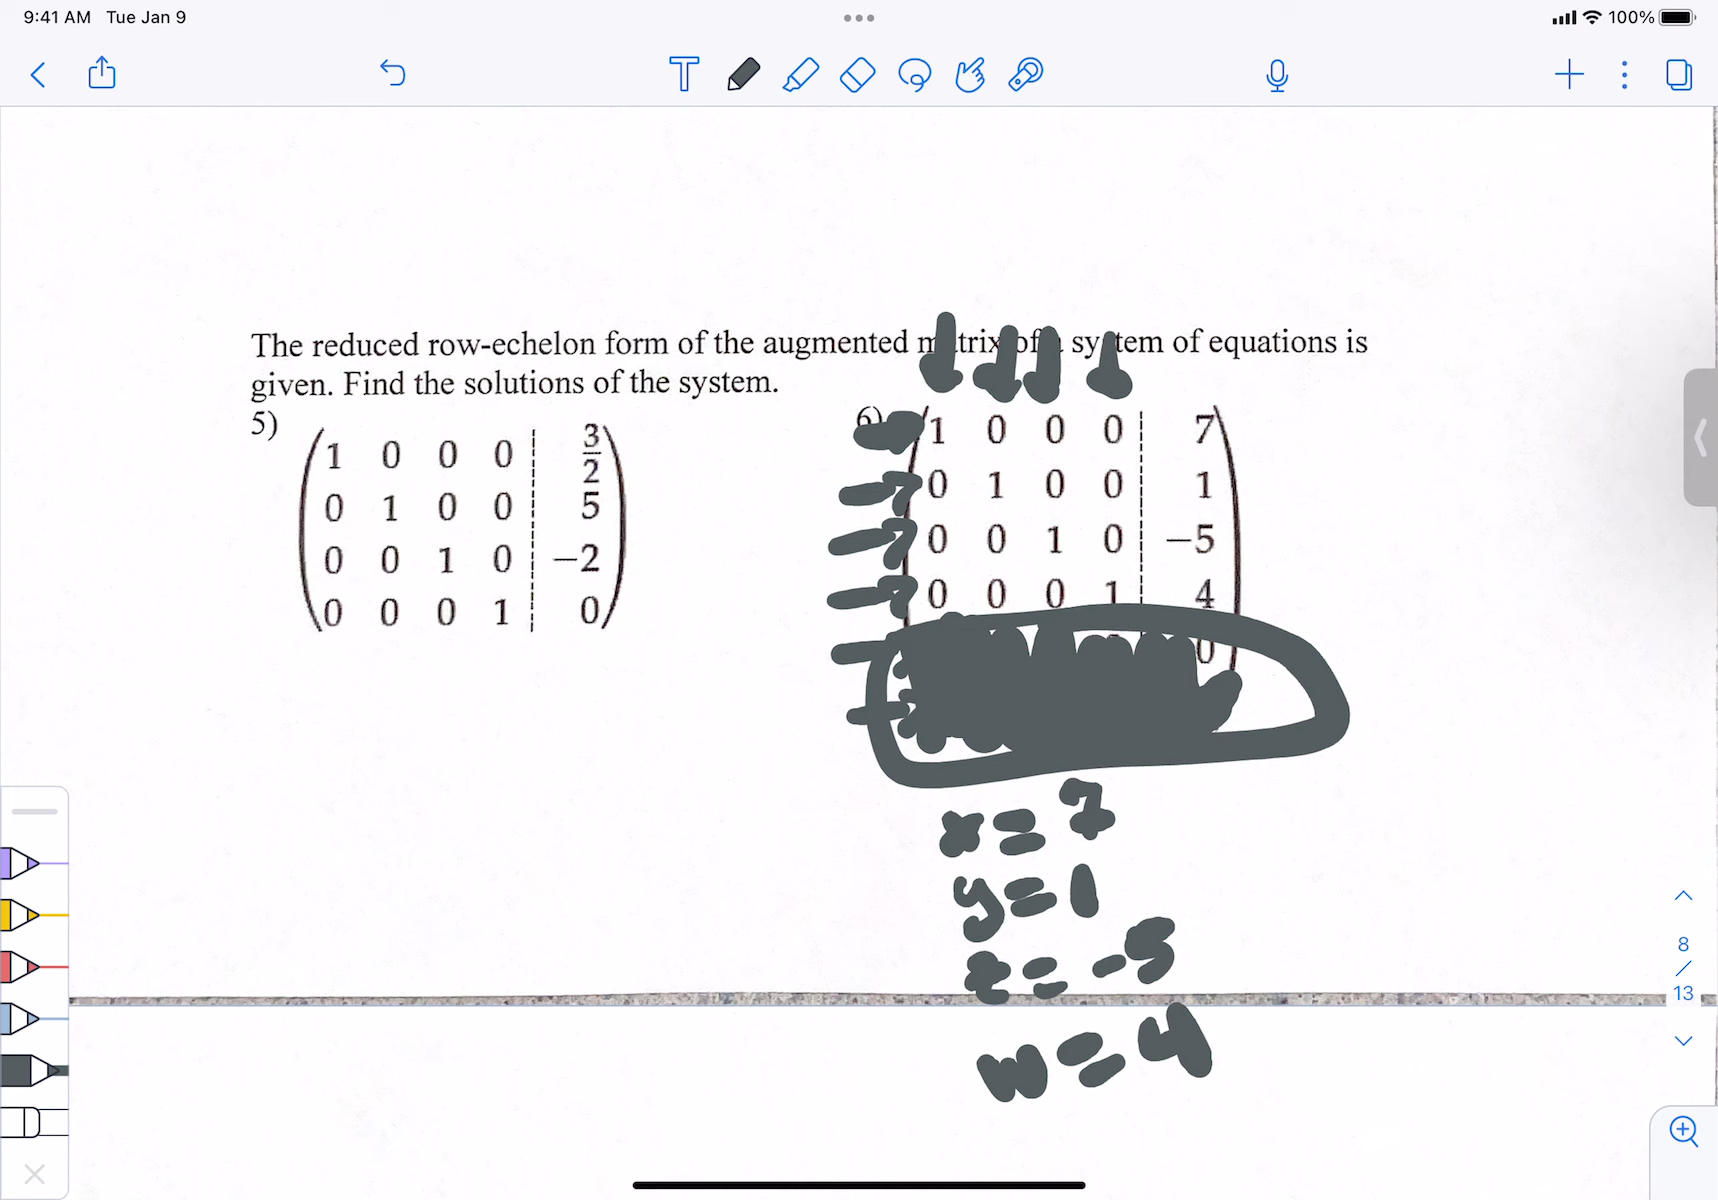 9:41 AM Tue Jan 9
100%
The reduced row-echelon form of the augmented of system of equations is
given. Find the solutions of the system.
5)
1 0 0 0 3/2
0 1 0 0 5
0 0 1 0 −2
0 0 0 1 0
6)
1 0 0 0 7
0 1 0 0 1
0 0 1 0 −5
0 0 0 1 4
0
x = 7
y = 1
z = -5
w = 4
8
/
13